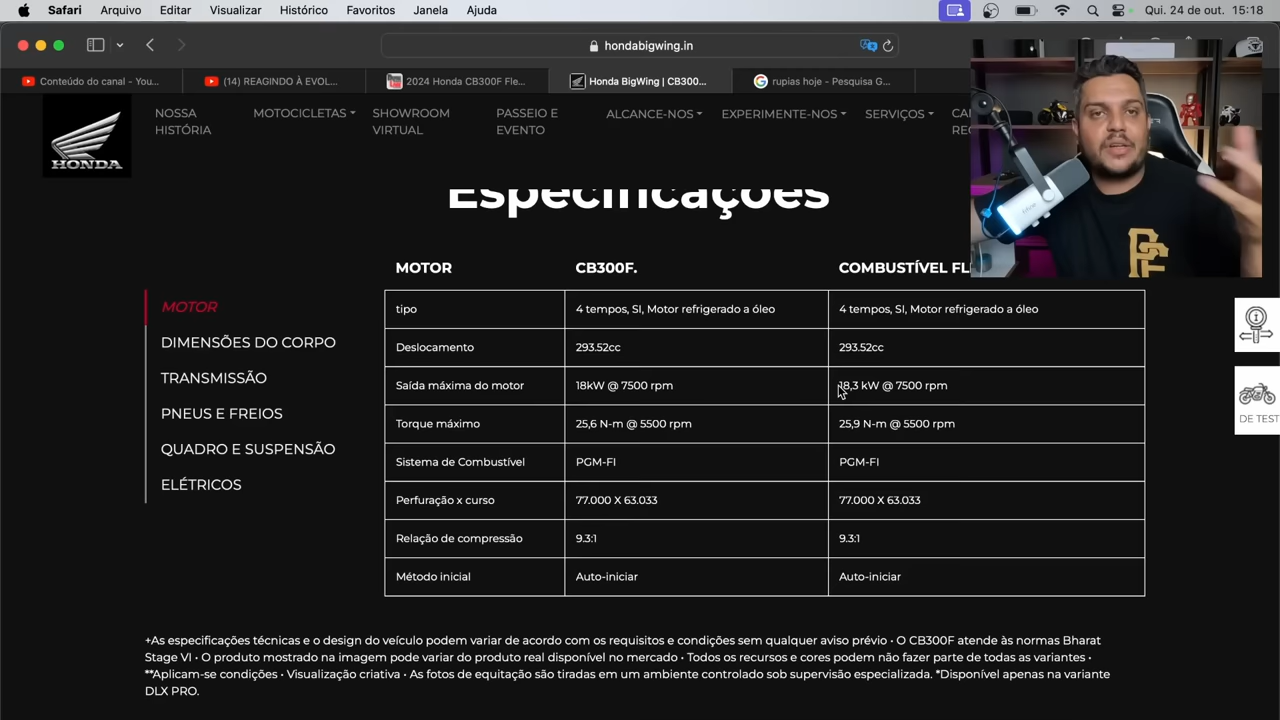 Safari Arquivo Editar Visualizar Histórico Favoritos Janela Ajuda Qui. 24 de out. 15:18
hondabigwing.in
Conteúdo do canal - You... (14) REAGINDO À EVOL... 2024 Honda CB300F Fle... Honda BigWing | CB300... rupias hoje - Pesquisa G...
HONDA
NOSSA HISTÓRIA
MOTOCICLETAS
SHOWROOM VIRTUAL
PASSEIO E EVENTO
ALCANCE-NOS
EXPERIMENTE-NOS
SERVIÇOS
Especificações
MOTOR
DIMENSÕES DO CORPO
TRANSMISSÃO
PNEUS E FREIOS
QUADRO E SUSPENSÃO
ELÉTRICOS
MOTOR CB300F. COMBUSTÍVEL FL
tipo 4 tempos, SI, Motor refrigerado a óleo 4 tempos, SI, Motor refrigerado a óleo
Deslocamento 293.52cc 293.52cc
Saída máxima do motor 18kW @ 7500 rpm 18,3 kW @ 7500 rpm
Torque máximo 25,6 N-m @ 5500 rpm 25,9 N-m @ 5500 rpm
Sistema de Combustível PGM-FI PGM-FI
Perfuração x curso 77.000 X 63.033 77.000 X 63.033
Relação de compressão 9.3:1 9.3:1
Método inicial Auto-iniciar Auto-iniciar
DE TEST
+As especificações técnicas e o design do veículo podem variar de acordo com os requisitos e condições sem qualquer aviso prévio • O CB300F atende às normas Bharat
Stage VI • O produto mostrado na imagem pode variar do produto real disponível no mercado • Todos os recursos e cores podem não fazer parte de todas as variantes •
**Aplicam-se condições • Visualização criativa • As fotos de equitação são tiradas em um ambiente controlado sob supervisão especializada. *Disponível apenas na variante
DLX PRO.